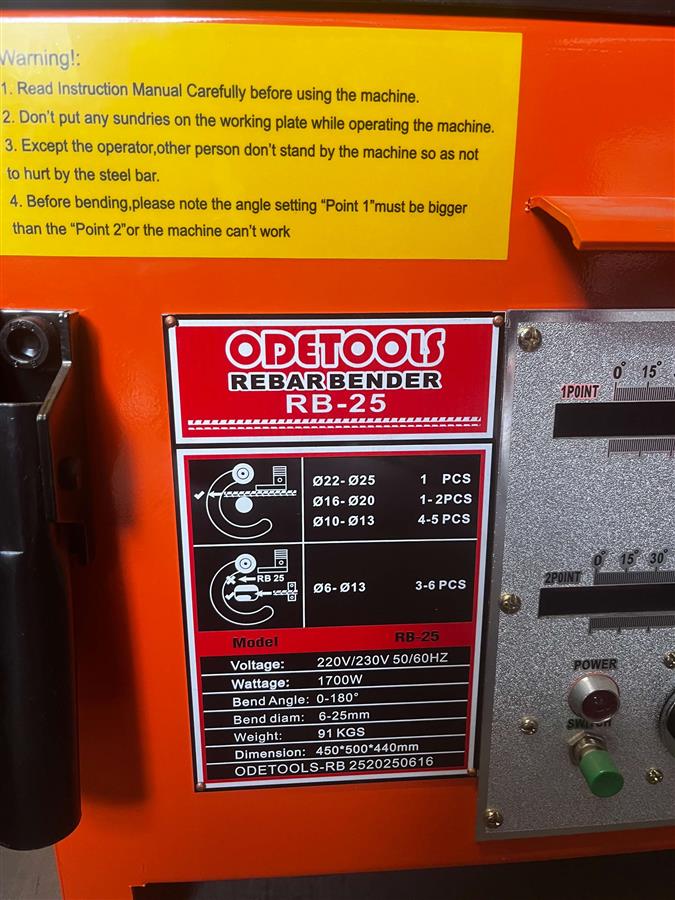 Warning!:
1. Read Instruction Manual Carefully before using the machine.
2. Don't put any sundries on the working plate while operating the machine.
3. Except the operator,other person don't stand by the machine so as not
to hurt by the steel bar.
4. Before bending,please note the angle setting "Point 1"must be bigger
than the "Point 2"or the machine can't work
ODETOOLS
REBAR BENDER
RB-25
Ø22-Ø25 1 PCS
Ø16-Ø20 1-2PCS
Ø10-Ø13 4-5 PCS
RB 25
Ø6-Ø13 3-6 PCS
Model RB-25
Voltage: 220V/230V 50/60HZ
Wattage: 1700W
Bend Angle: 0-180°
Bend diam: 6-25mm
Weight: 91 KGS
Dimension: 450*500*440mm
ODETOOLS-RB 2520250616
0° 15°
1POINT
0° 15° 30°
2POINT
POWER
SWITCH